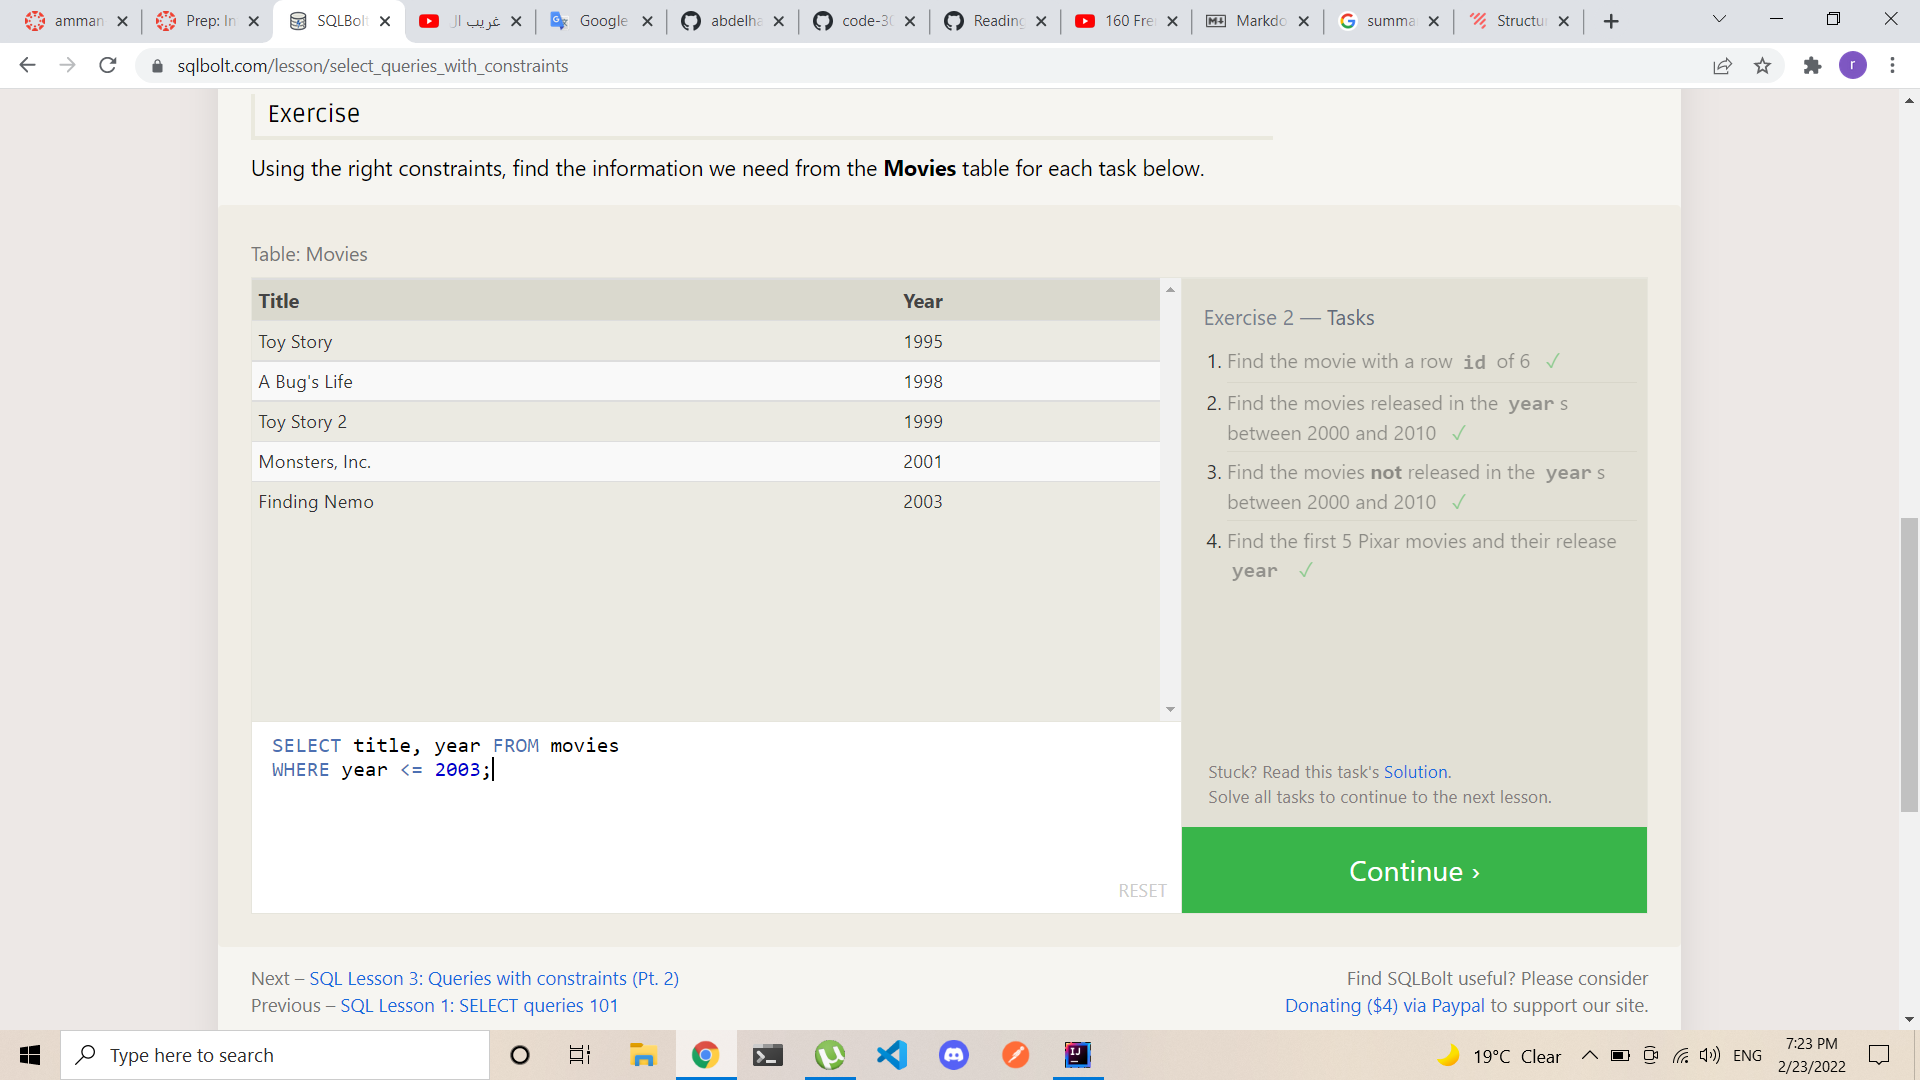 amman
Prep: In
SQLBolt
غريب ال
Google
abdelha
code-30
Reading
160 Fre
Markdo
summa
Structu
sqlbolt.com/lesson/select_queries_with_constraints
r
Exercise
Using the right constraints, find the information we need from the Movies table for each task below.
Table: Movies
Title Year
Toy Story 1995
A Bug's Life 1998
Toy Story 2 1999
Monsters, Inc. 2001
Finding Nemo 2003
SELECT title, year FROM movies
WHERE year <= 2003;
RESET
Exercise 2 — Tasks
1. Find the movie with a row id of 6 ✓
2. Find the movies released in the year s
between 2000 and 2010 ✓
3. Find the movies not released in the year s
between 2000 and 2010 ✓
4. Find the first 5 Pixar movies and their release
year ✓
Stuck? Read this task's Solution.
Solve all tasks to continue to the next lesson.
Continue ›
Next – SQL Lesson 3: Queries with constraints (Pt. 2)
Previous – SQL Lesson 1: SELECT queries 101
Find SQLBolt useful? Please consider
Donating ($4) via Paypal to support our site.
Type here to search
19°C Clear
ENG
7:23 PM
2/23/2022